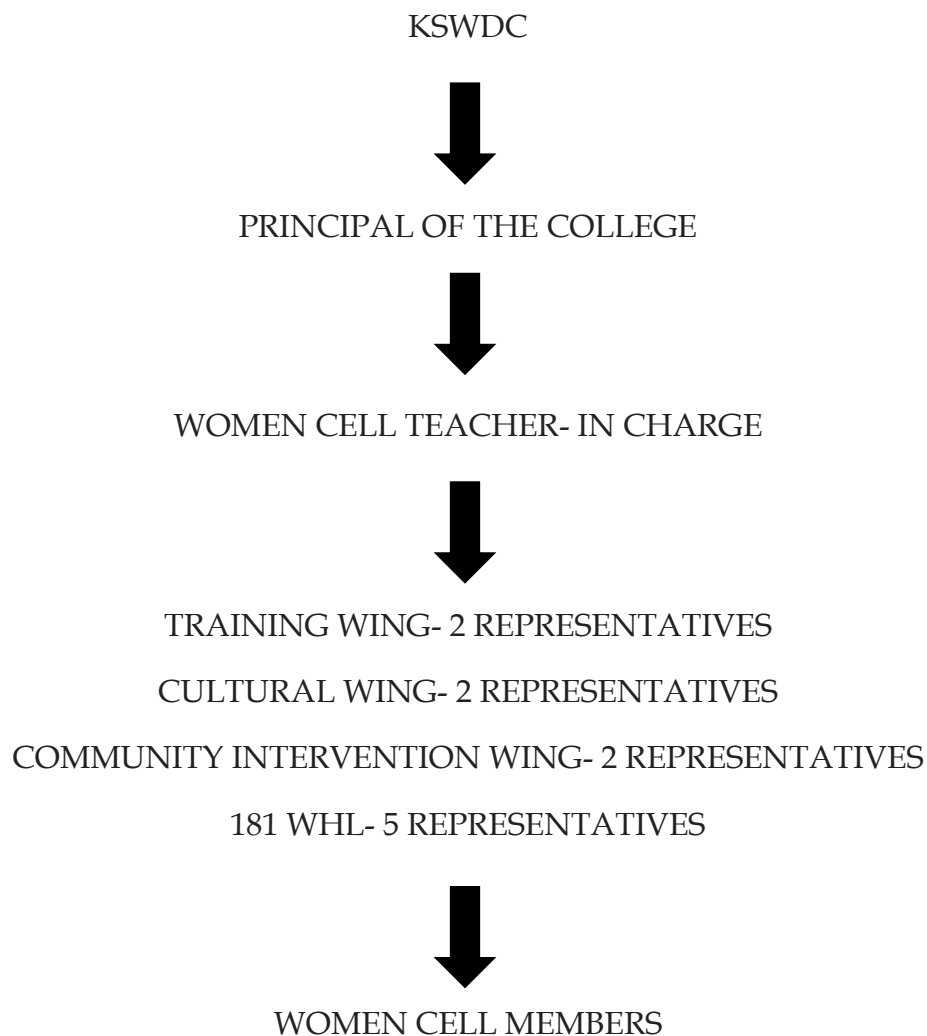 KSWDC
PRINCIPAL OF THE COLLEGE
WOMEN CELL TEACHER- IN CHARGE
TRAINING WING- 2 REPRESENTATIVES
CULTURAL WING- 2 REPRESENTATIVES
COMMUNITY INTERVENTION WING- 2 REPRESENTATIVES
181 WHL- 5 REPRESENTATIVES
WOMEN CELL MEMBERS